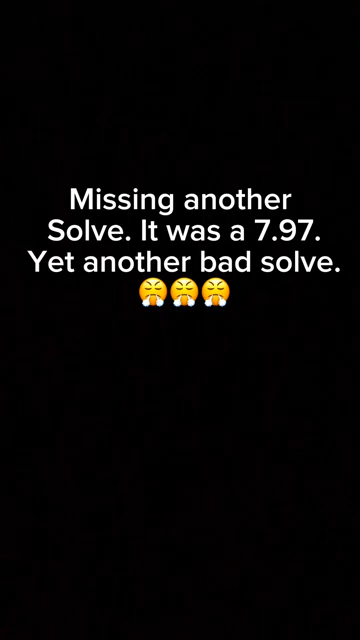 Missing another
Solve. It was a 7.97.
Yet another bad solve.
😤😤😤